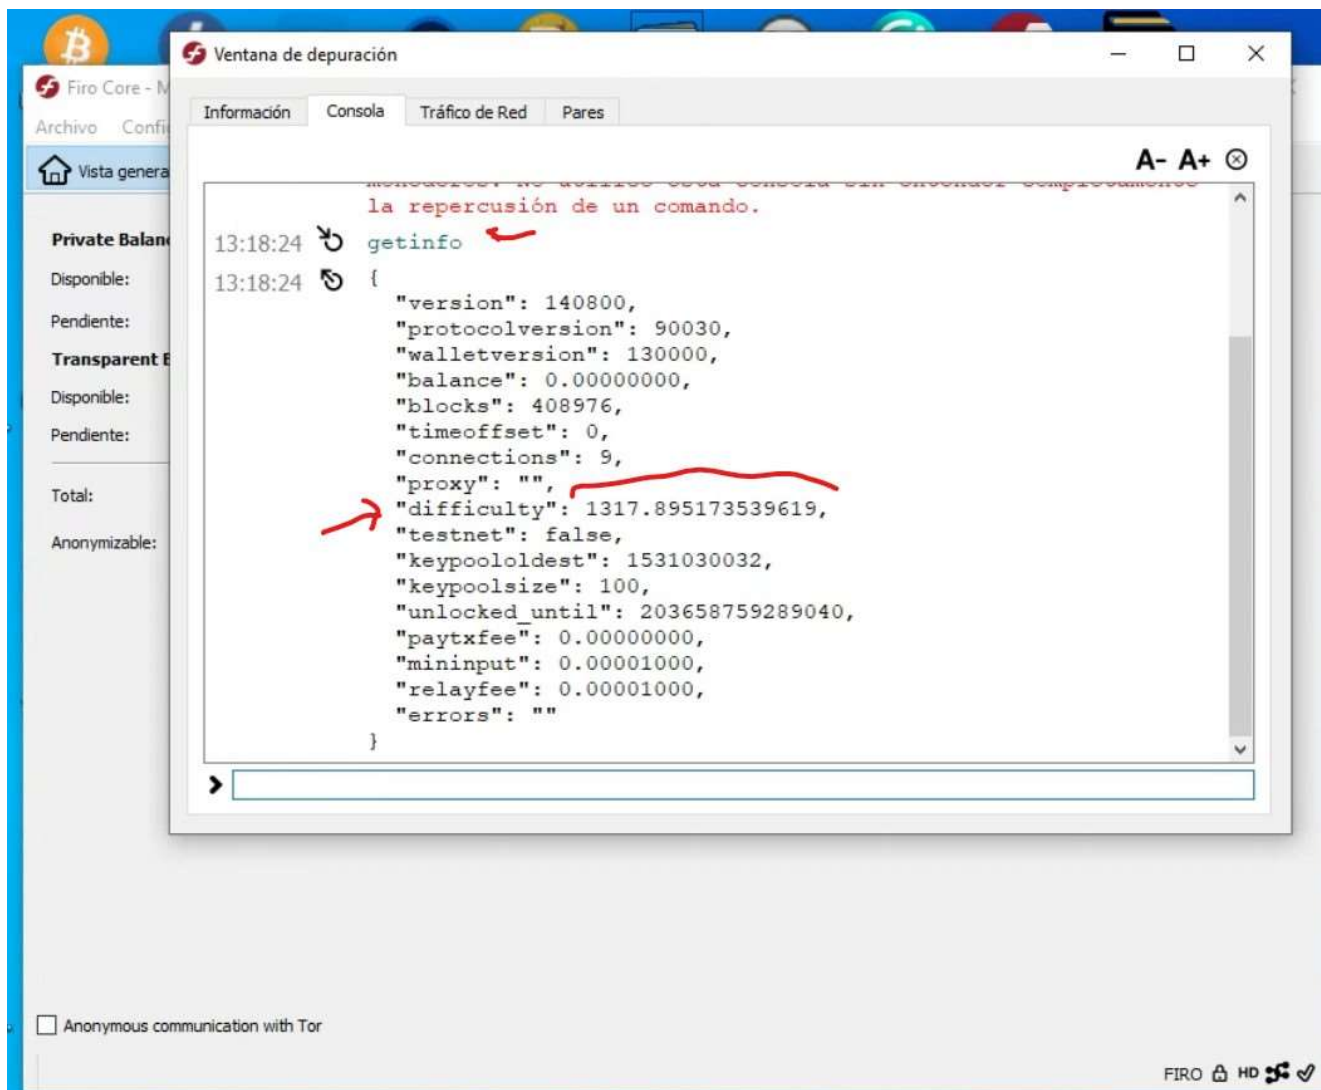 Ventana de depuración
Firo Core - M
Archivo Confi
Información Consola Tráfico de Red Pares
A- A+
Vista genera
la repercusión de un comando.
Private Balan
13:18:24 getinfo
Disponible:
13:18:24 {
"version": 140800,
Pendiente:
"protocolversion": 90030,
Transparent B
"walletversion": 130000,
"balance": 0.00000000,
Disponible:
"blocks": 408976,
"timeoffset": 0,
Pendiente:
"connections": 9,
"proxy": "",
Total:
"difficulty": 1317.895173539619,
"testnet": false,
Anonymizable:
"keypoololdest": 1531030032,
"keypoolsize": 100,
"unlocked_until": 203658759289040,
"paytxfee": 0.00000000,
"mininput": 0.00001000,
"relayfee": 0.00001000,
"errors": ""
}
Anonymous communication with Tor
FIRO HD